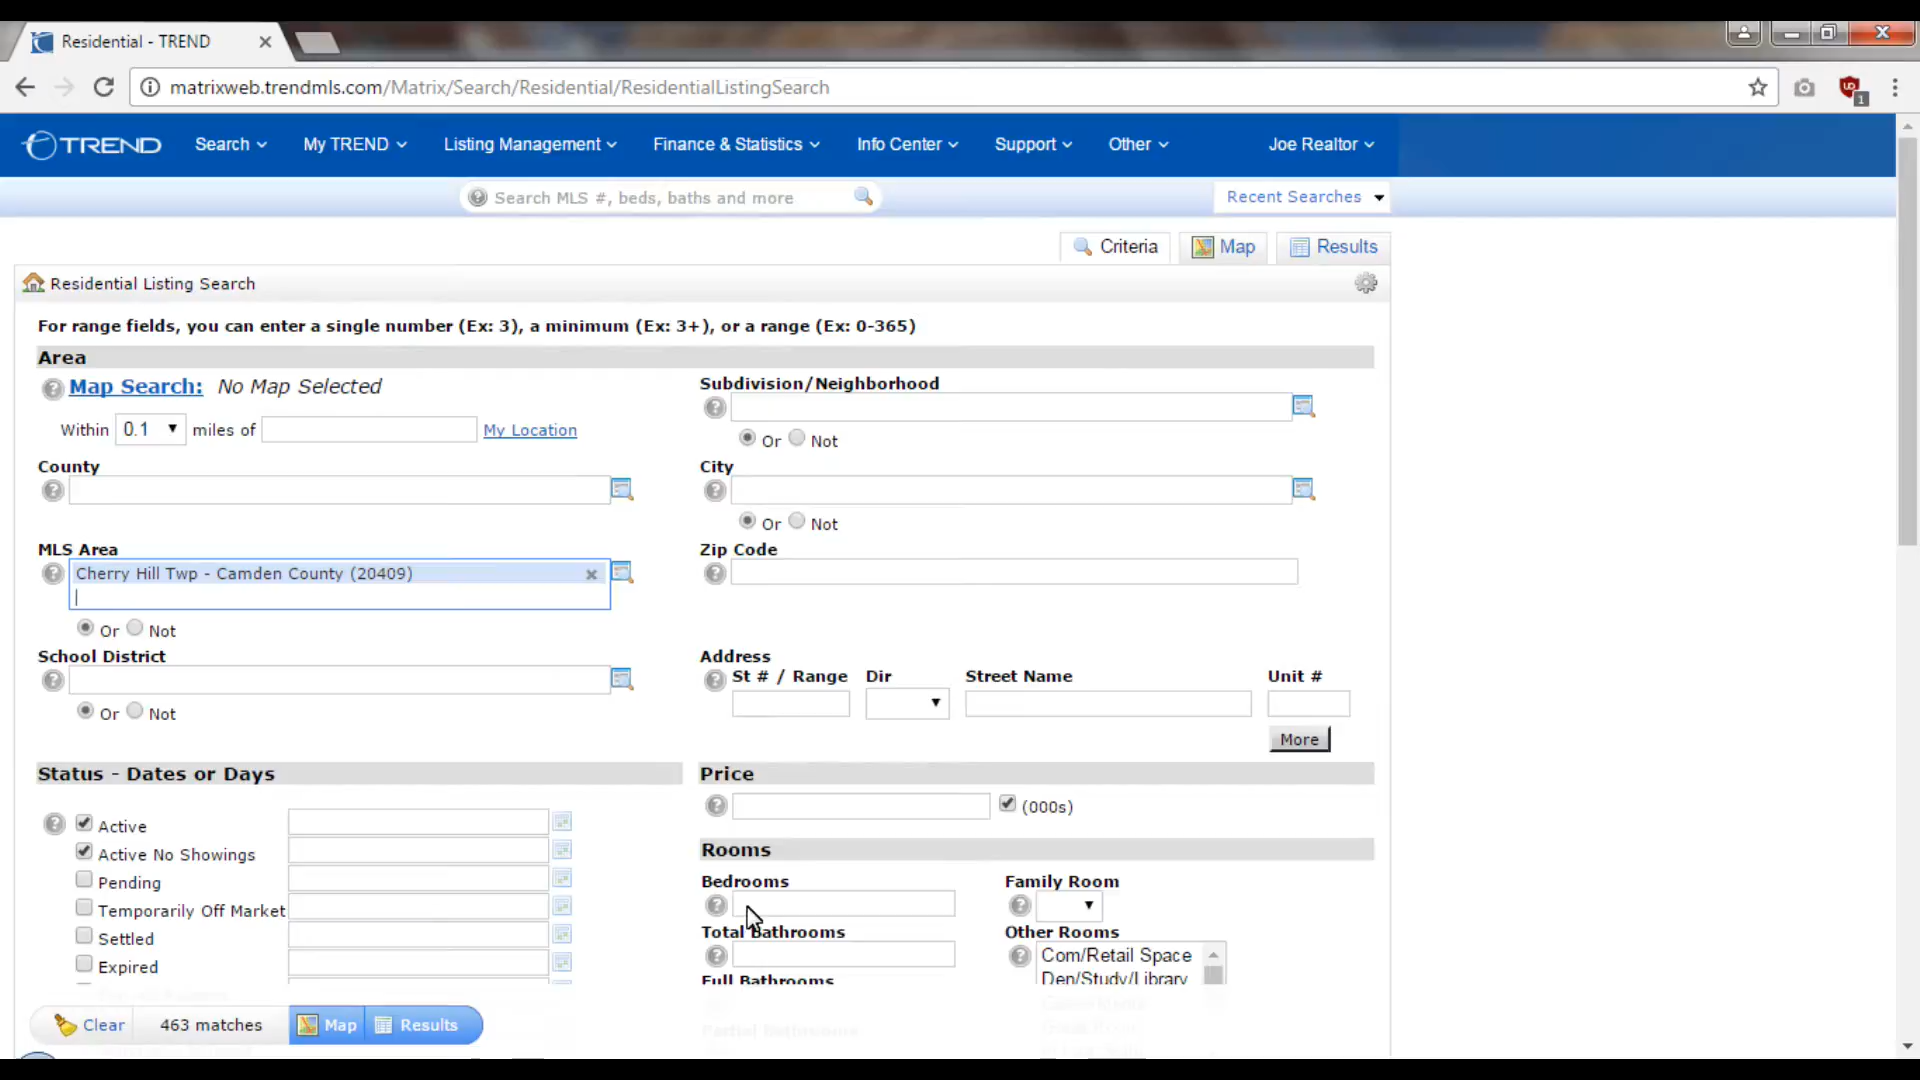 Residential - TREND
matrixweb.trendmls.com/Matrix/Search/Residential/ResidentialListingSearch
1
TREND Search My TREND Listing Management Finance & Statistics Info Center Support Other Joe Realtor
Search MLS #, beds, baths and more
Recent Searches
Criteria Map Results
Residential Listing Search
For range fields, you can enter a single number (Ex: 3), a minimum (Ex: 3+), or a range (Ex: 0-365)
Area
Map Search: No Map Selected
Within 0.1 miles of My Location
Subdivision/Neighborhood
Or Not
County
City
Or Not
MLS Area
Cherry Hill Twp - Camden County (20409)
Or Not
Zip Code
School District
Or Not
Address
St # / Range Dir Street Name Unit #
More
Status - Dates or Days
Active
Active No Showings
Pending
Temporarily Off Market
Settled
Expired
Price
(000s)
Rooms
Bedrooms
Family Room
Total Bathrooms
Other Rooms
Com/Retail Space
Den/Study/Library
Full Bathrooms
Partial Bathrooms
Clear 463 matches Map Results